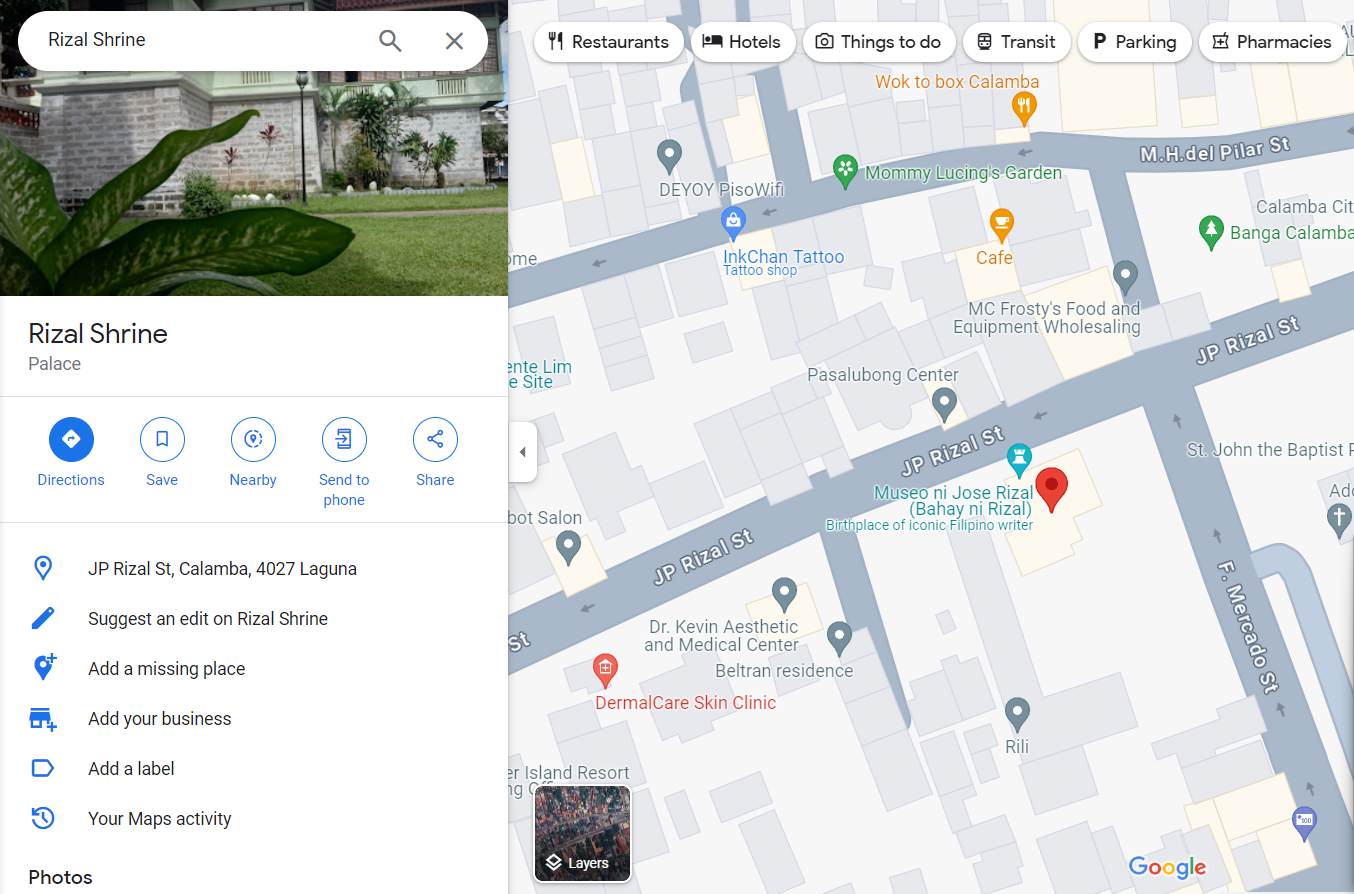 Rizal Shrine
Rizal Shrine
Palace
Directions
Save
Nearby
Send to
phone
Share
JP Rizal St, Calamba, 4027 Laguna
Suggest an edit on Rizal Shrine
Add a missing place
Add your business
Add a label
Your Maps activity
Photos
Restaurants
Hotels
Things to do
Transit
P Parking
Pharmacies
Wok to box Calamba
M.H.del Pilar St
Mommy Lucing's Garden
DEYOY PisoWifi
Calamba Cit
Banga Calamba
InkChan Tattoo
Tattoo shop
ome
Cafe
MC Frosty's Food and
Equipment Wholesaling
JP Rizal St
ente Lim
e Site
Pasalubong Center
JP Rizal St
St. John the Baptist P
Museo ni Jose Rizal
(Bahay ni Rizal)
Birthplace of iconic Filipino writer
Ado
bot Salon
JP Rizal St
F. Mercado St
St
Dr. Kevin Aesthetic
and Medical Center
Beltran residence
DermalCare Skin Clinic
Rili
er Island Resort
ng Off
100
Layers
Google